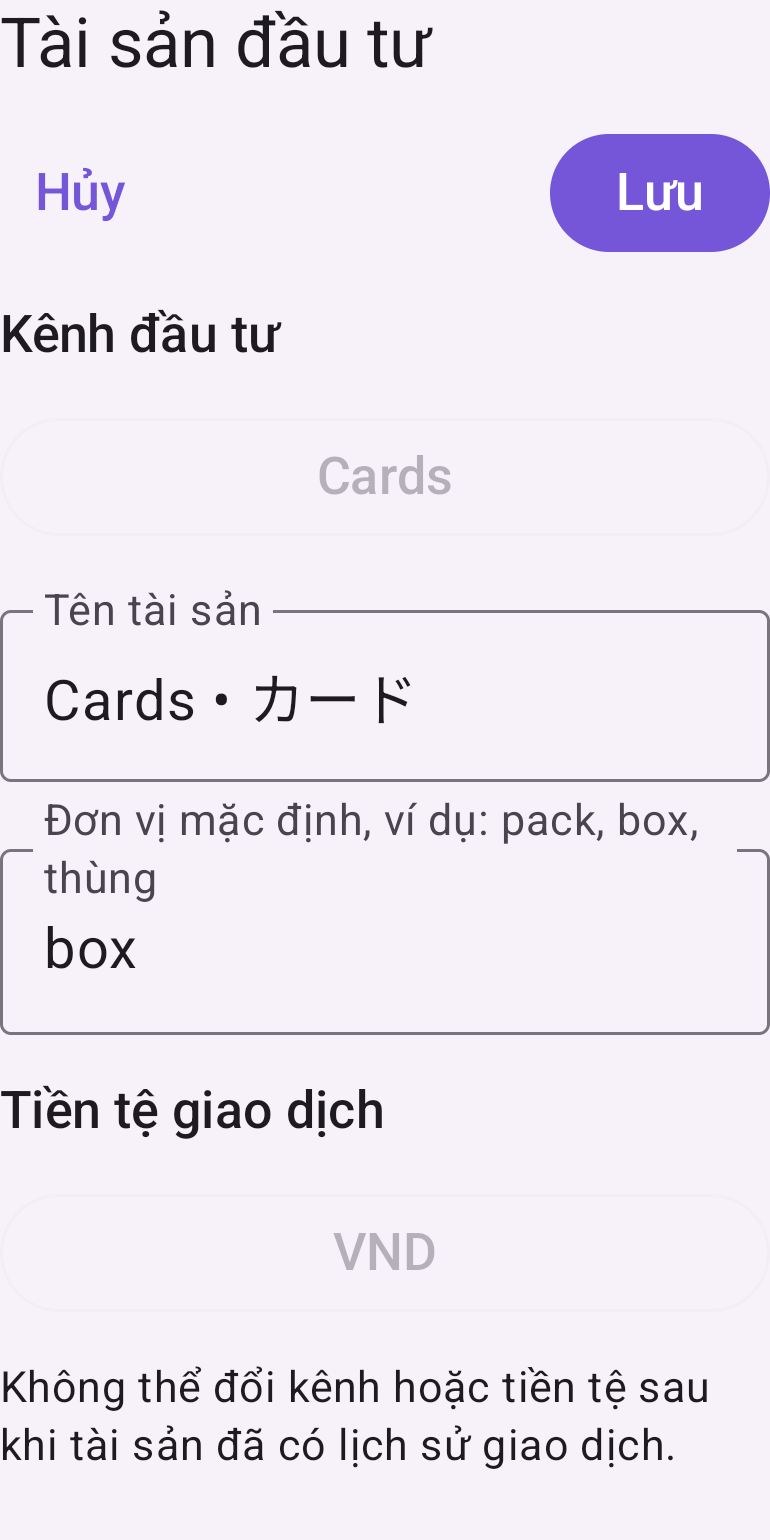 Tài sản đầu tư
Hủy
Lưu
Kênh đầu tư
Cards
Tên tài sản
Cards • カード
Đơn vị mặc định, ví dụ: pack, box,
thùng
box
Tiền tệ giao dịch
VND
Không thể đổi kênh hoặc tiền tệ sau
khi tài sản đã có lịch sử giao dịch.